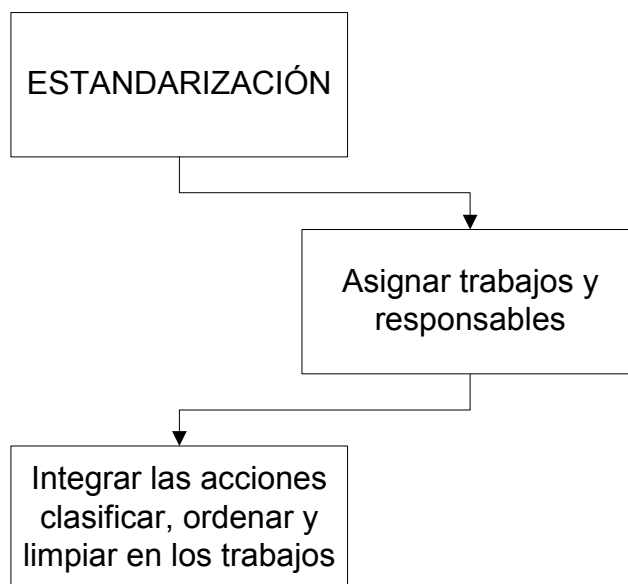 ESTANDARIZACIÓN
Asignar trabajos y
responsables
Integrar las acciones
clasificar, ordenar y
limpiar en los trabajos